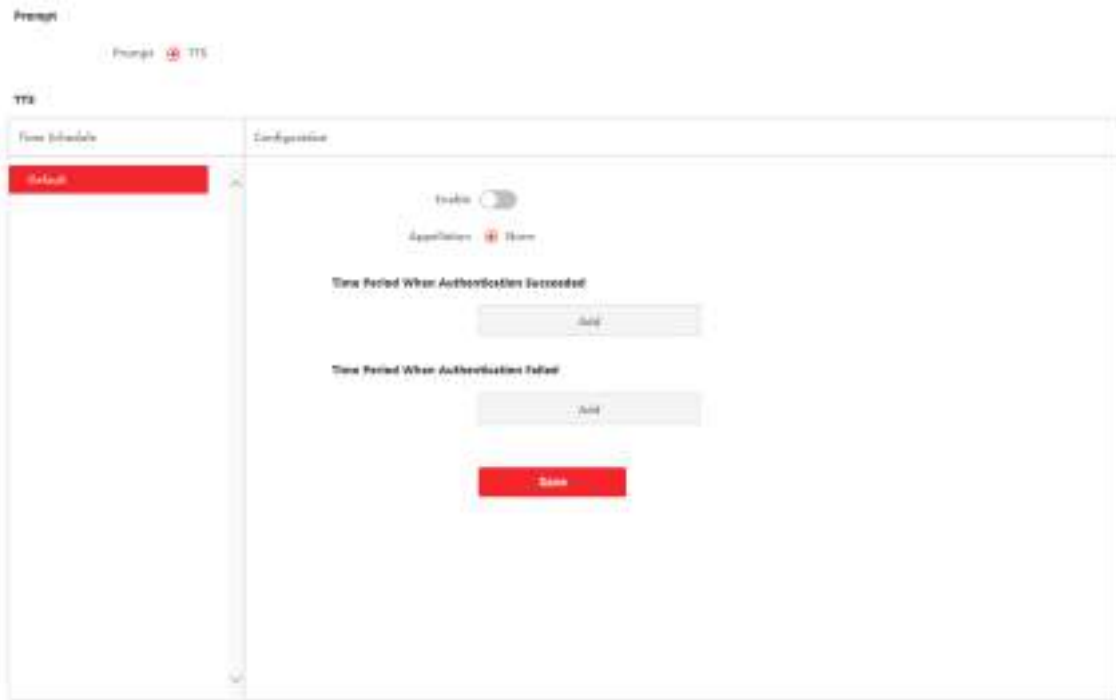 Prompt
Prompt TTS
TTS
Time Schedule
Configuration
Default
Enable
Appellation None
Time Period When Authentication Succeeded
Add
Time Period When Authentication Failed
Add
Save